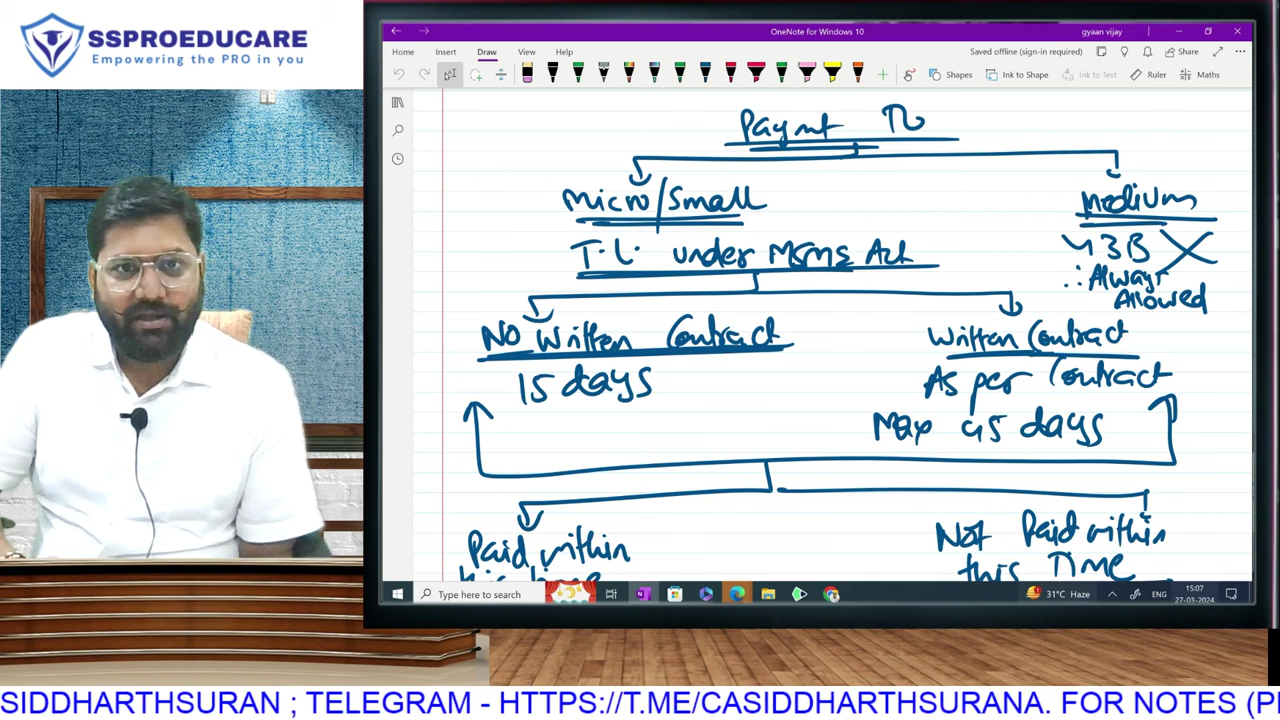 SSPROEDUCARE
Empowering the PRO in you
OneNote for Windows 10
gyaan vijay
Home Insert Draw View Help
Saved offline (sign-in required)
Share
Shapes
Ink to Shape
Ink to Text
Ruler
Maths
Paymt To
Micro/Small
Medium
T.L. under MSME Act
43B X
∴ Always
Allowed
No Written Contract
Written Contract
15 days
As per Contract
Max 45 days
Paid within
Not Paid within
this Time
Type here to search
31°C Haze
ENG
15:07
27-03-2024
SIDDHARTHSURAN ; TELEGRAM - HTTPS://T.ME/CASIDDHARTHSURANA. FOR NOTES (P